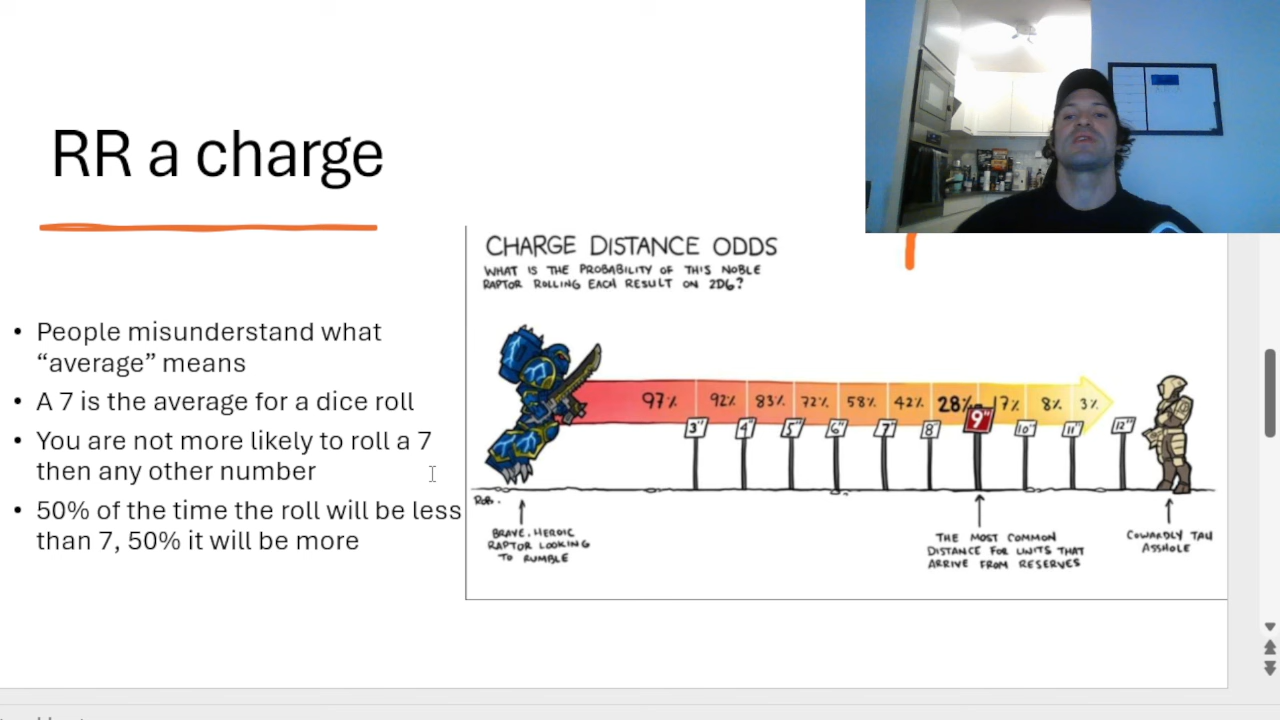 RR a charge
• People misunderstand what
“average” means
• A 7 is the average for a dice roll
• You are not more likely to roll a 7
then any other number
• 50% of the time the roll will be less
than 7, 50% it will be more
CHARGE DISTANCE ODDS
WHAT IS THE PROBABILITY OF THIS NOBLE
RAPTOR ROLLING EACH RESULT ON 2D6?
97% 92% 83% 72% 58% 42% 28% 17% 8% 3%
3" 4" 5" 6" 7" 8" 9" 10" 11" 12"
ROB.
BRAVE, HEROIC
RAPTOR LOOKING
TO RUMBLE
THE MOST COMMON
DISTANCE FOR UNITS THAT
ARRIVE FROM RESERVES
COWARDLY TAU
ASSHOLE